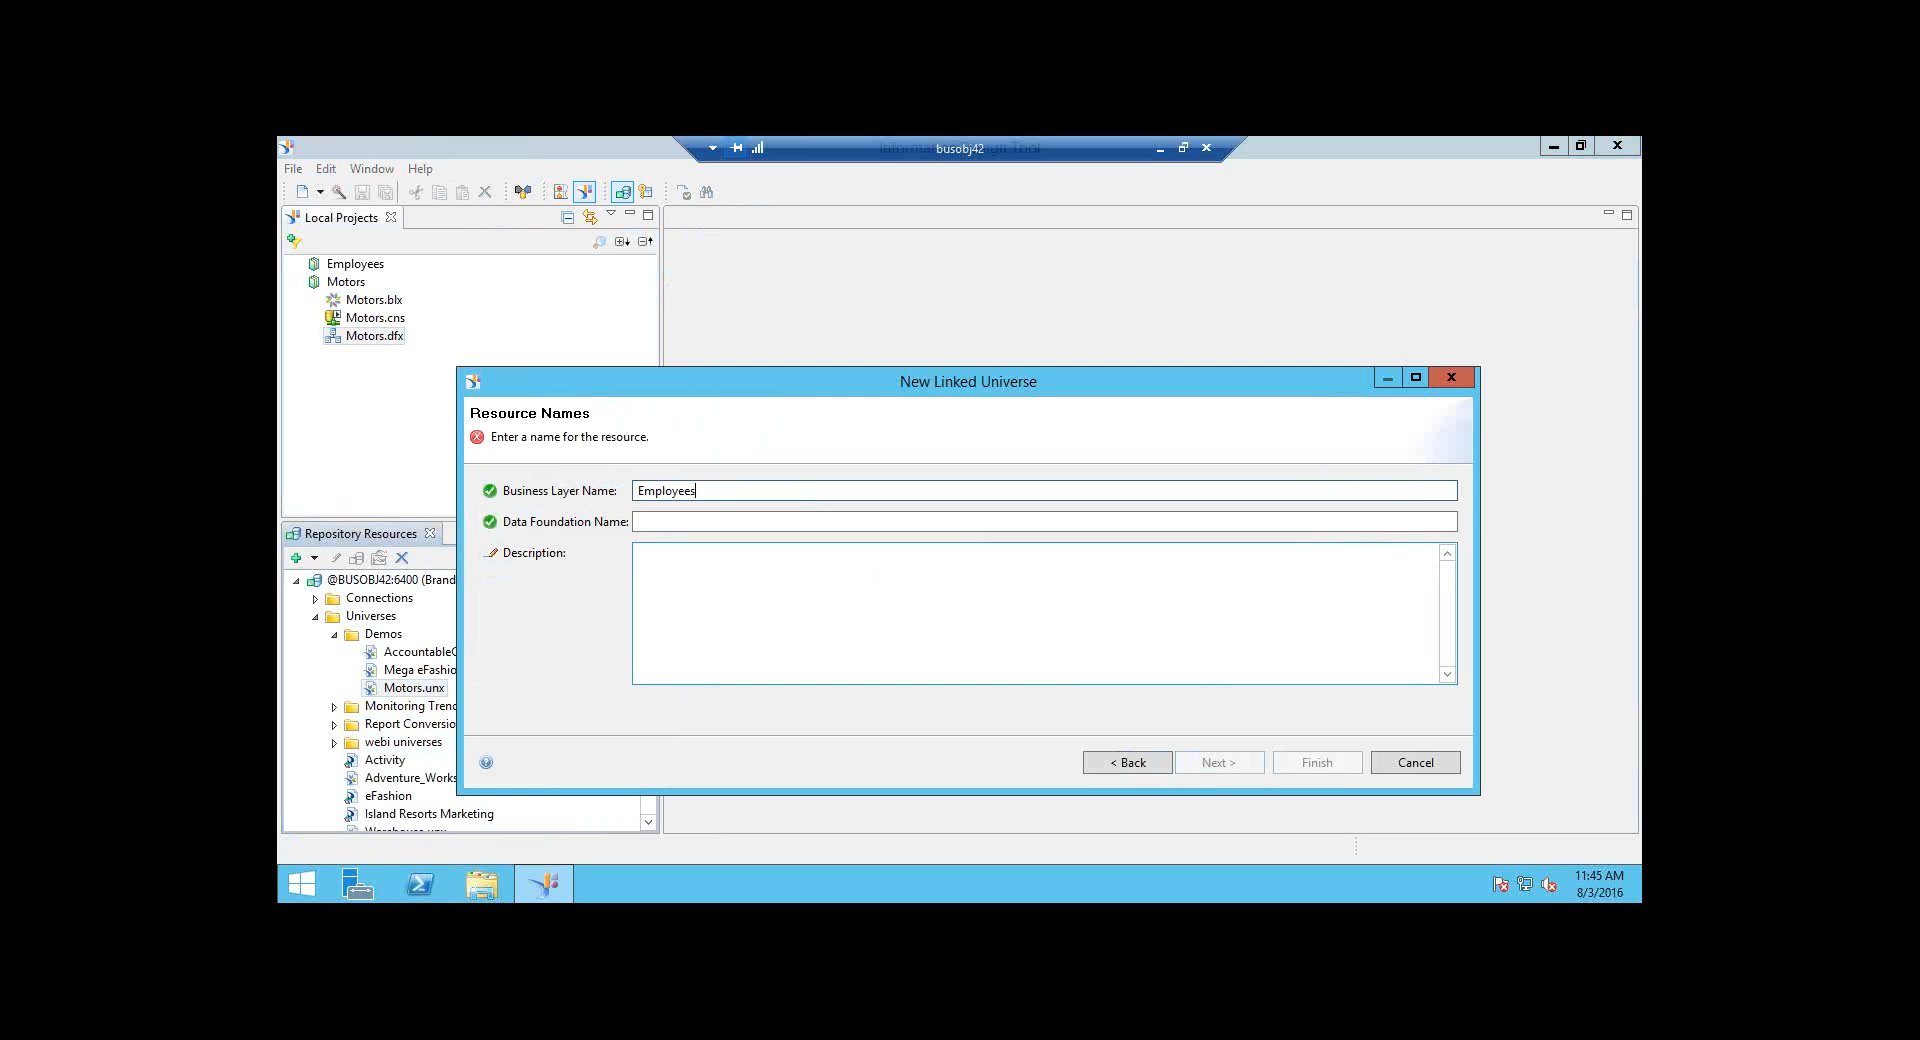 busobj42
File Edit Window Help
Local Projects
Employees
Motors
Motors.blx
Motors.cns
Motors.dfx
New Linked Universe
Resource Names
Enter a name for the resource.
Business Layer Name: Employees
Data Foundation Name:
Description:
Repository Resources
@BUSOBJ42:6400 (Brand
Connections
Universes
Demos
Mega eFashio
Motors.unx
Monitoring Trend
Report Conversio
webi universes
Activity
Adventure_Works
eFashion
Island Resorts Marketing
< Back Next > Finish Cancel
11:45 AM
8/3/2016